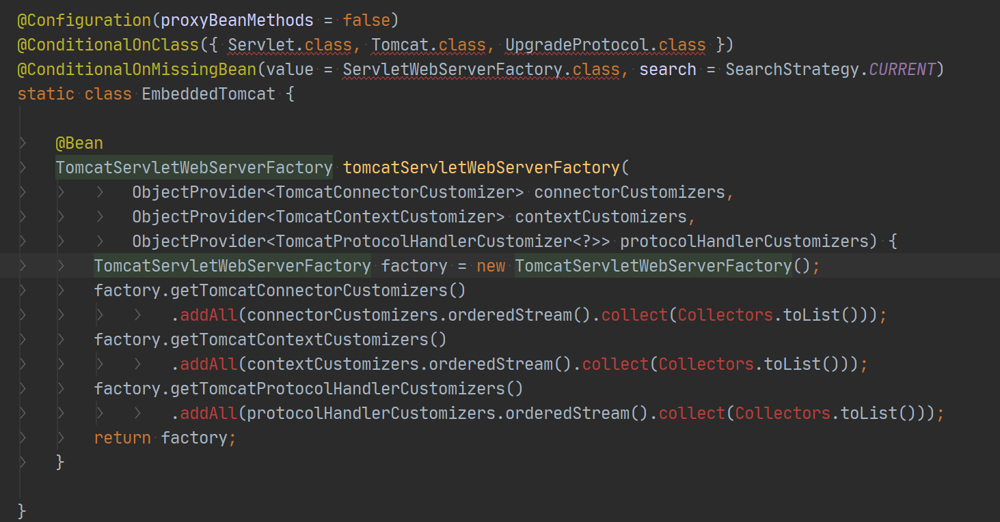 @Configuration(proxyBeanMethods = false)
@ConditionalOnClass({ Servlet.class, Tomcat.class, UpgradeProtocol.class })
@ConditionalOnMissingBean(value = ServletWebServerFactory.class, search = SearchStrategy.CURRENT)
static class EmbeddedTomcat {
@Bean
TomcatServletWebServerFactory tomcatServletWebServerFactory(
ObjectProvider<TomcatConnectorCustomizer> connectorCustomizers,
ObjectProvider<TomcatContextCustomizer> contextCustomizers,
ObjectProvider<TomcatProtocolHandlerCustomizer<?>> protocolHandlerCustomizers) {
TomcatServletWebServerFactory factory = new TomcatServletWebServerFactory();
factory.getTomcatConnectorCustomizers()
.addAll(connectorCustomizers.orderedStream().collect(Collectors.toList()));
factory.getTomcatContextCustomizers()
.addAll(contextCustomizers.orderedStream().collect(Collectors.toList()));
factory.getTomcatProtocolHandlerCustomizers()
.addAll(protocolHandlerCustomizers.orderedStream().collect(Collectors.toList()));
return factory;
}
}